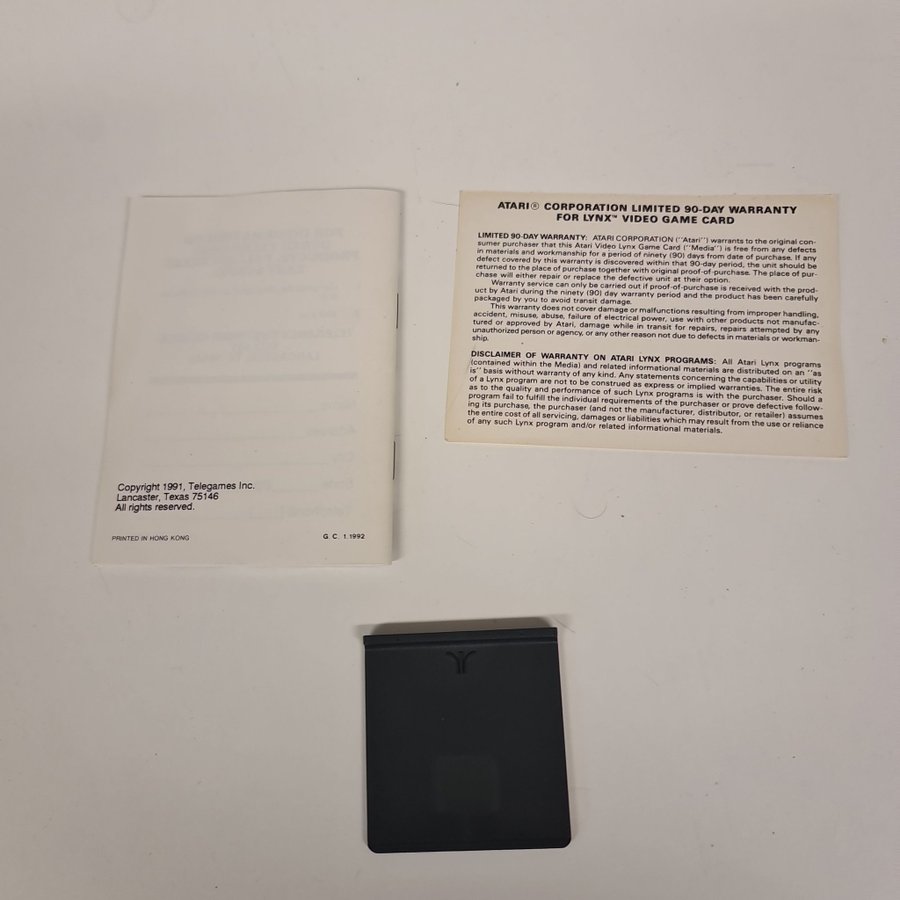 Copyright 1991, Telegames Inc.
Lancaster, Texas 75146
All rights reserved.
PRINTED IN HONG KONG
G. C. 1.1992
ATARI® CORPORATION LIMITED 90-DAY WARRANTY
FOR LYNX™ VIDEO GAME CARD
LIMITED 90-DAY WARRANTY: ATARI CORPORATION (“Atari”) warrants to the original con-
sumer purchaser that this Atari Video Lynx Game Card (“Media”) is free from any defects
in materials and workmanship for a period of ninety (90) days from date of purchase. If any
defect covered by this warranty is discovered within that 90-day period, the unit should be
returned to the place of purchase together with original proof-of-purchase. The place of pur-
chase will either repair or replace the defective unit at their option.
Warranty service can only be carried out if proof-of-purchase is received with the prod-
uct by Atari during the ninety (90) day warranty period and the product has been carefully
packaged by you to avoid transit damage.
This warranty does not cover damage or malfunctions resulting from improper handling,
accident, misuse, abuse, failure of electrical power, use with other products not manufac-
tured or approved by Atari, damage while in transit for repairs, repairs attempted by any
unauthorized person or agency, or any other reason not due to defects in materials or workman-
ship.
DISCLAIMER OF WARRANTY ON ATARI LYNX PROGRAMS: All Atari Lynx programs
(contained within the Media) and related informational materials are distributed on an “as
is” basis without warranty of any kind. Any statements concerning the capabilities or utility
of a Lynx program are not to be construed as express or implied warranties. The entire risk
as to the quality and performance of such Lynx programs is with the purchaser. Should a
program fail to fulfill the individual requirements of the purchaser or prove defective follow-
ing its purchase, the purchaser (and not the manufacturer, distributor, or retailer) assumes
the entire cost of all servicing, damages or liabilities which may result from the use or reliance
of any such Lynx program and/or related informational materials.